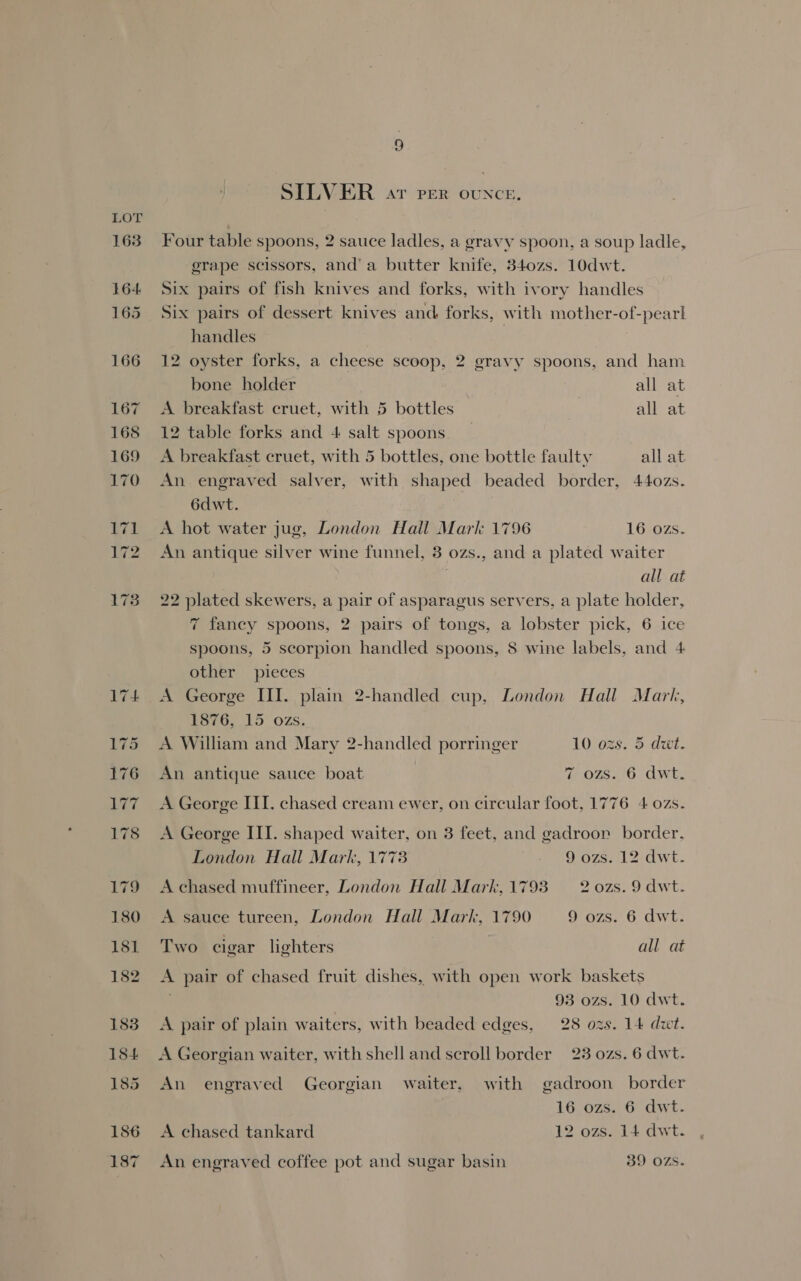 9
SILVER AT PER OUNCE.
LOT
163 Four table spoons, 2 sauce ladles, a gravy spoon, a soup ladle,
grape scissors, and a butter knife, 34ozs. 10dwt.
164 Six pairs of fish knives and forks, with ivory handles
165 Six pairs of dessert knives and forks, with mother-of-pearl
handles
166 12 oyster forks, a cheese scoop, 2 gravy spoons, and ham
bone holder all at
167 A breakfast cruet, with 5 bottles all at
168 12 table forks and 4 salt spoons
169 A breakfast cruet, with 5 bottles, one bottle faulty all at
170 An engraved salver, with shaped beaded border, 44ozs.
6dwt.
171 A hot water jug, London Hall Mark 1796 16 ozs.
172 An antique silver wine funnel, 3 ozs., and a plated waiter
all at
173 22 plated skewers, a pair of asparagus servers, a plate holder,
7 fancy spoons, 2 pairs of tongs, a lobster pick, 6 ice
spoons, 5 scorpion handled spoons, 8 wine labels, and 4
other pieces
174 A George III. plain 2-handled cup, London Hall Mark,
1876, 15 ozs.
175 A William and Mary 2-handled porringer 10 ozs. 5 dwt.
176 An antique sauce boat 7 ozs. 6 dwt.
177 A George III. chased cream ewer, on circular foot, 1776 4 ozs.
178 A George III. shaped waiter, on 3 feet, and gadroon border,
London Hall Mark, 1773 9 ozs. 12 dwt.
179 A chased muffineer, London Hall Mark, 1793 2 ozs. 9 dwt.
180 A sauce tureen, London Hall Mark, 1790 9 ozs. 6 dwt.
181 Two cigar lighters all at
182 A pair of chased fruit dishes, with open work baskets
93 ozs. 10 dwt.
183 A pair of plain waiters, with beaded edges, 28 ozs. 14 dwt.
184 A Georgian waiter, with shell and scroll border 23 ozs. 6 dwt.
185 An engraved Georgian waiter, with gadroon border
16 ozs. 6 dwt.
186 A chased tankard 12 ozs. 14 dwt.
187 An engraved coffee pot and sugar basin 39 ozs.